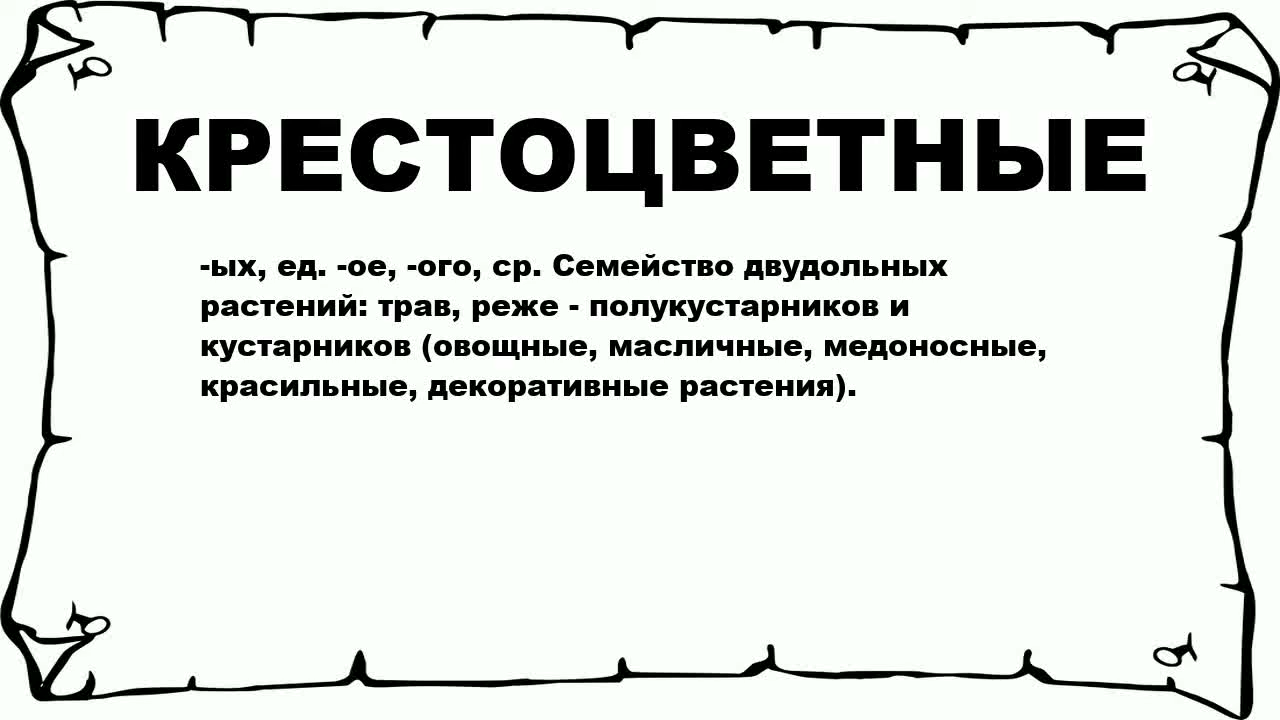 КРЕСТОЦВЕТНЫЕ
-ых, ед. -ое, -ого, ср. Семейство двудольных
растений: трав, реже - полукустарников и
кустарников (овощные, масличные, медоносные,
красильные, декоративные растения).